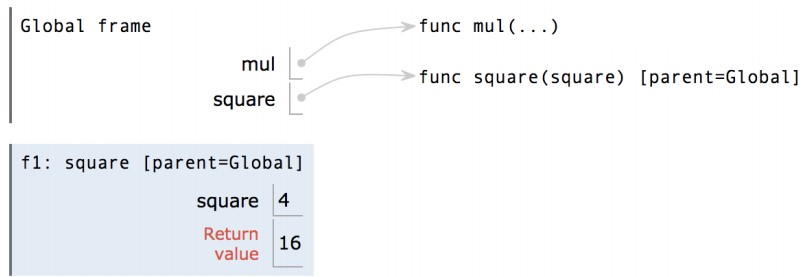 Global frame
mul
square
func mul(...)
func square(square) [parent=Global]
f1: square [parent=Global]
square 4
Return
value 16